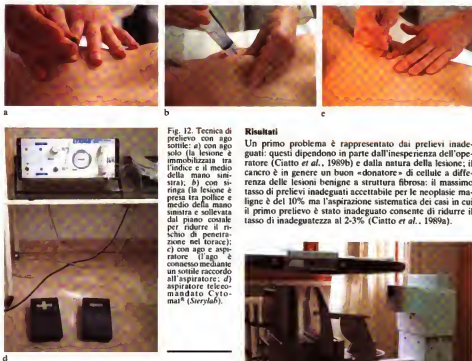 a
b
c
Fig. 12. Tecnica di
prelievo con ago
sottile: a) con ago
solo (la lesione è
immobilizzata tra
l'indice e il medio
della mano sini-
stra); b) con si-
ringa (la lesione è
presa tra pollice e
medio della mano
sinistra e sollevata
dal piano costale
per ridurre il ri-
schio di penetra-
zione nel torace);
c) con ago e aspi-
ratore (l'ago è
connesso mediante
un sottile raccordo
all'aspiratore; d)
aspiratore teleco-
mandato Cyto-
mat® (Sterylab).
d
Risultati
Un primo problema è rappresentato dai prelievi inade-
guati: questi dipendono in parte dall'inesperienza dell'ope-
ratore (Ciatto et al., 1989b) e dalla natura della lesione; il
cancro è in genere un buon «donatore» di cellule a diffe-
renza delle lesioni benigne a struttura fibrosa: il massimo
tasso di prelievi inadeguati accettabile per le neoplasie ma-
ligne è del 10% ma l'aspirazione sistematica dei casi in cui
il primo prelievo è stato inadeguato consente di ridurre il
tasso di inadeguatezza al 2-3% (Ciatto et al., 1989a).